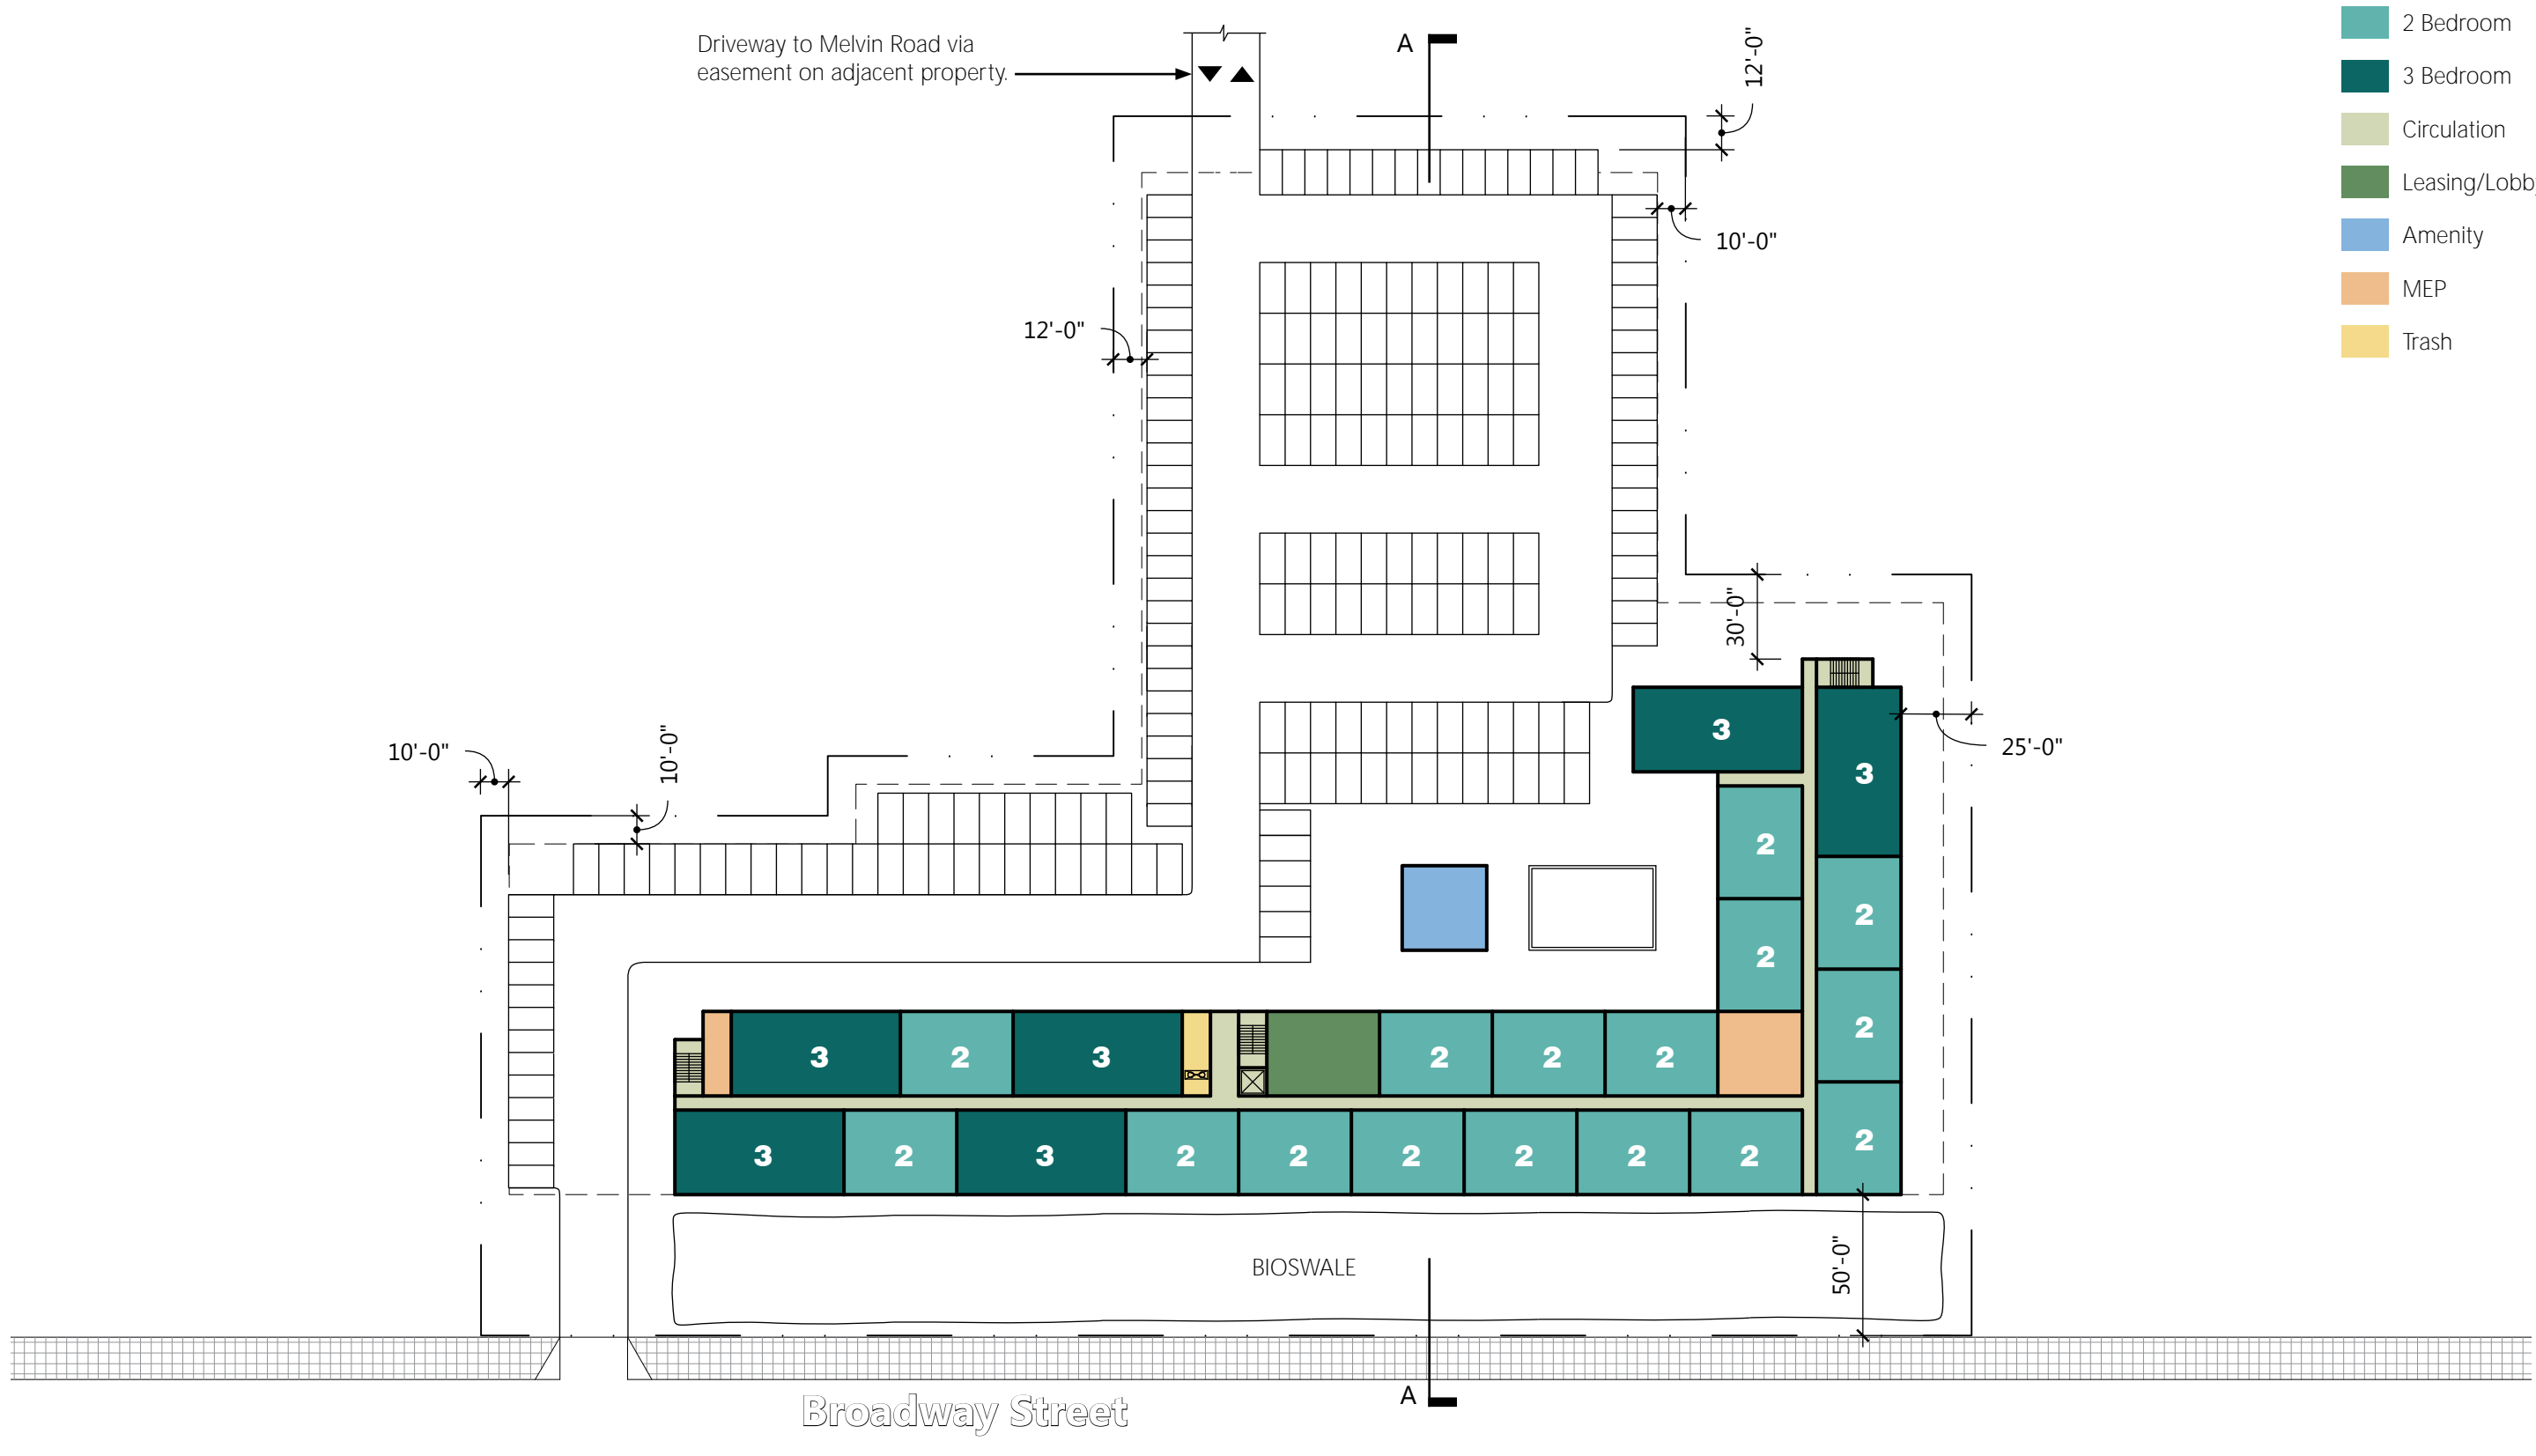 Driveway to Melvin Road via
easement on adjacent property.
A
12'-0"
2 Bedroom
3 Bedroom
Circulation
Leasing/Lobb
Amenity
MEP
Trash
10'-0"
12'-0"
30'-0"
10'-0"
10'-0"
25'-0"
3
3
2
2
2
2
3
2
3
2
2
2
2
3
2
3
2
2
2
2
2
2
BIOSWALE
50'-0"
A
Broadway Street